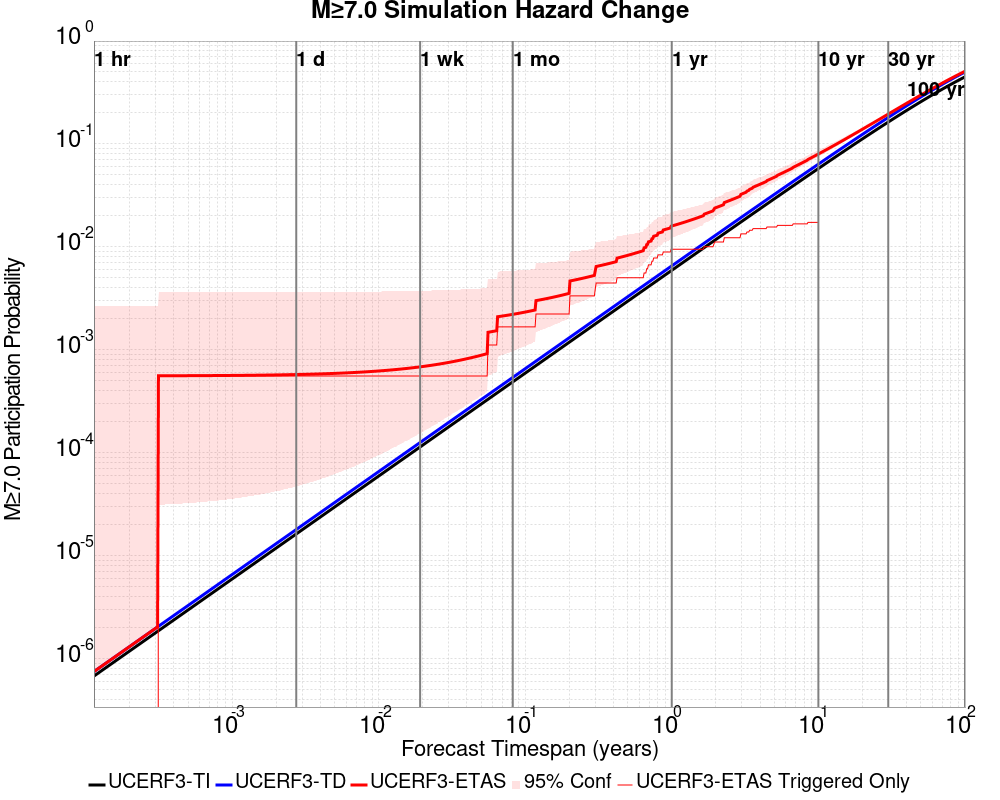 M≥7.0 Simulation Hazard Change
10^0
1 hr
1 d
1 wk
1 mo
1 yr
10 yr
30 yr
100 yr
10^-1
10^-2
10^-3
10^-4
10^-5
10^-6
M≥7.0 Participation Probability
10^-3
10^-2
10^-1
10^0
10^1
10^2
Forecast Timespan (years)
UCERF3-TI
UCERF3-TD
UCERF3-ETAS
95% Conf
UCERF3-ETAS Triggered Only